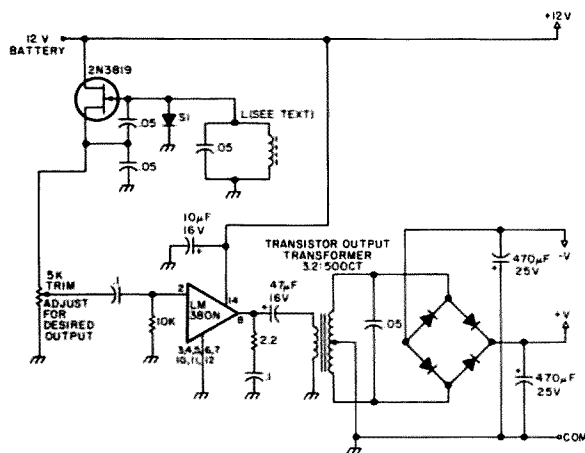 +12V
12 V
BATTERY
2N3819
.05
S1
L(SEE TEXT)
.05
.05
10µF
16V
TRANSISTOR OUTPUT
TRANSFORMER
3.2:500CT
470µF
25V
-V
5K
TRIM
ADJUST
FOR
DESIRED
OUTPUT
.1
2
14
LM
380N
8
47µF
16V
10K
3,4,5,6,7
10,11,12
2.2
.1
.05
+V
470µF
25V
COM